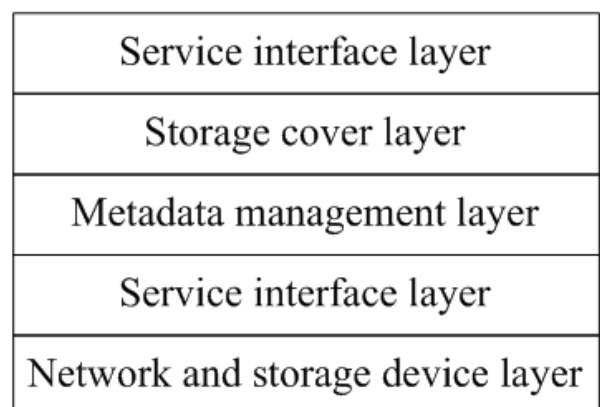 Service interface layer
Storage cover layer
Metadata management layer
Service interface layer
Network and storage device layer